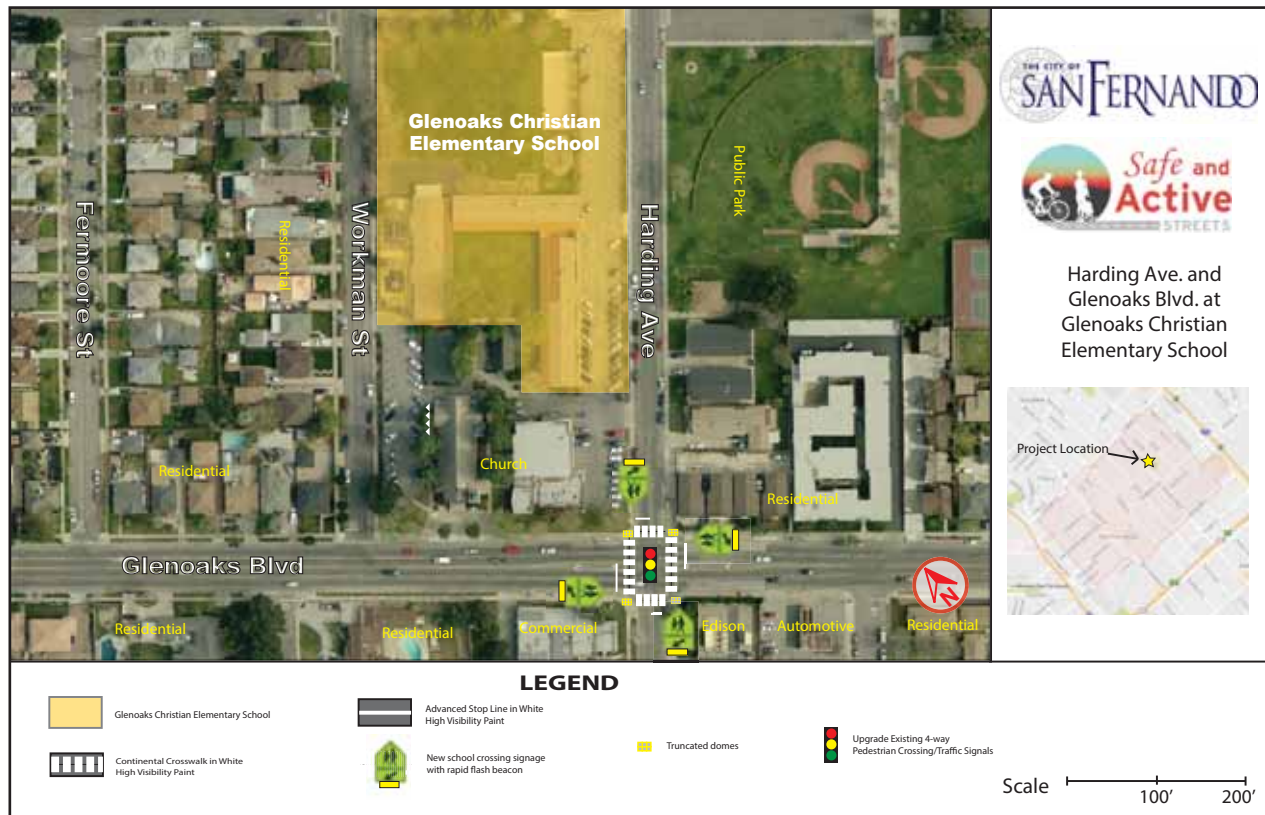 Glenoaks Christian
Elementary School
Fermoore St
Residential
Workman St
Harding Ave
Public Park
Residential
Church
Residential
Glenoaks Blvd
N
Residential
Residential
Commercial
Edison
Automotive
Residential
THE CITY OF
SAN FERNANDO
Safe and
Active
STREETS
Harding Ave. and
Glenoaks Blvd. at
Glenoaks Christian
Elementary School
Project Location
LEGEND
Glenoaks Christian Elementary School
Continental Crosswalk in White
High Visibility Paint
Advanced Stop Line in White
High Visibility Paint
New school crossing signage
with rapid flash beacon
Truncated domes
Upgrade Existing 4-way
Pedestrian Crossing/Traffic Signals
Scale
100'
200'